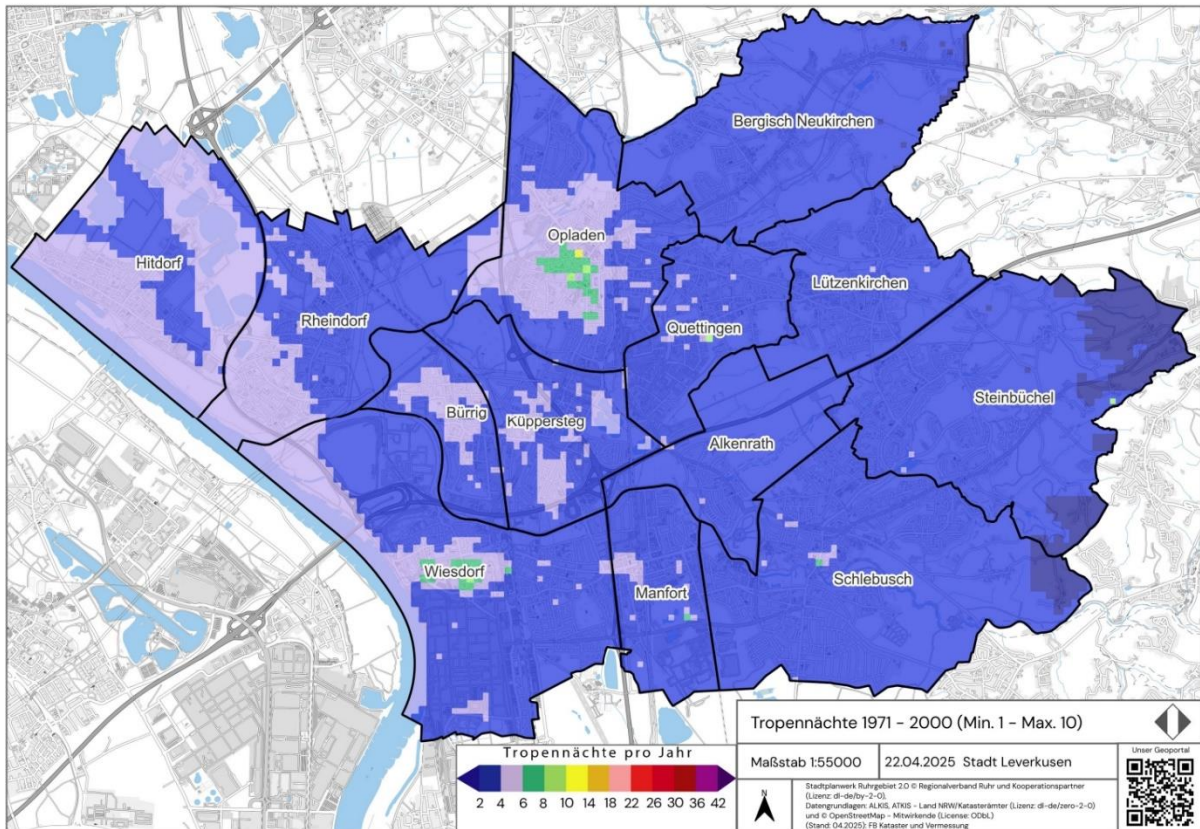 Bergisch Neukirchen
Opladen
Hitdorf
Lützenkirchen
Rheindorf
Quettingen
Steinbüchel
Bürrig
Küppersteg
Alkenrath
Wiesdorf
Schlebusch
Manfort
Tropennächte 1971 - 2000 (Min. 1 - Max. 10)
Maßstab 1:55000
22.04.2025 Stadt Leverkusen
Unser Geoportal
Tropennächte pro Jahr
2 4 6 8 10 14 18 22 26 30 36 42
N
Stadtplanwerk Ruhrgebiet 2.0 © Regionalverband Ruhr und Kooperationspartner
(Lizenz: dl-de/by-2-0),
Datengrundlagen: ALKIS, ATKIS - Land NRW/Katasterämter (Lizenz: dl-de/zero-2-0)
und © OpenStreetMap - Mitwirkende (License: ODbL)
(Stand: 04.2025): FB Kataster und Vermessung